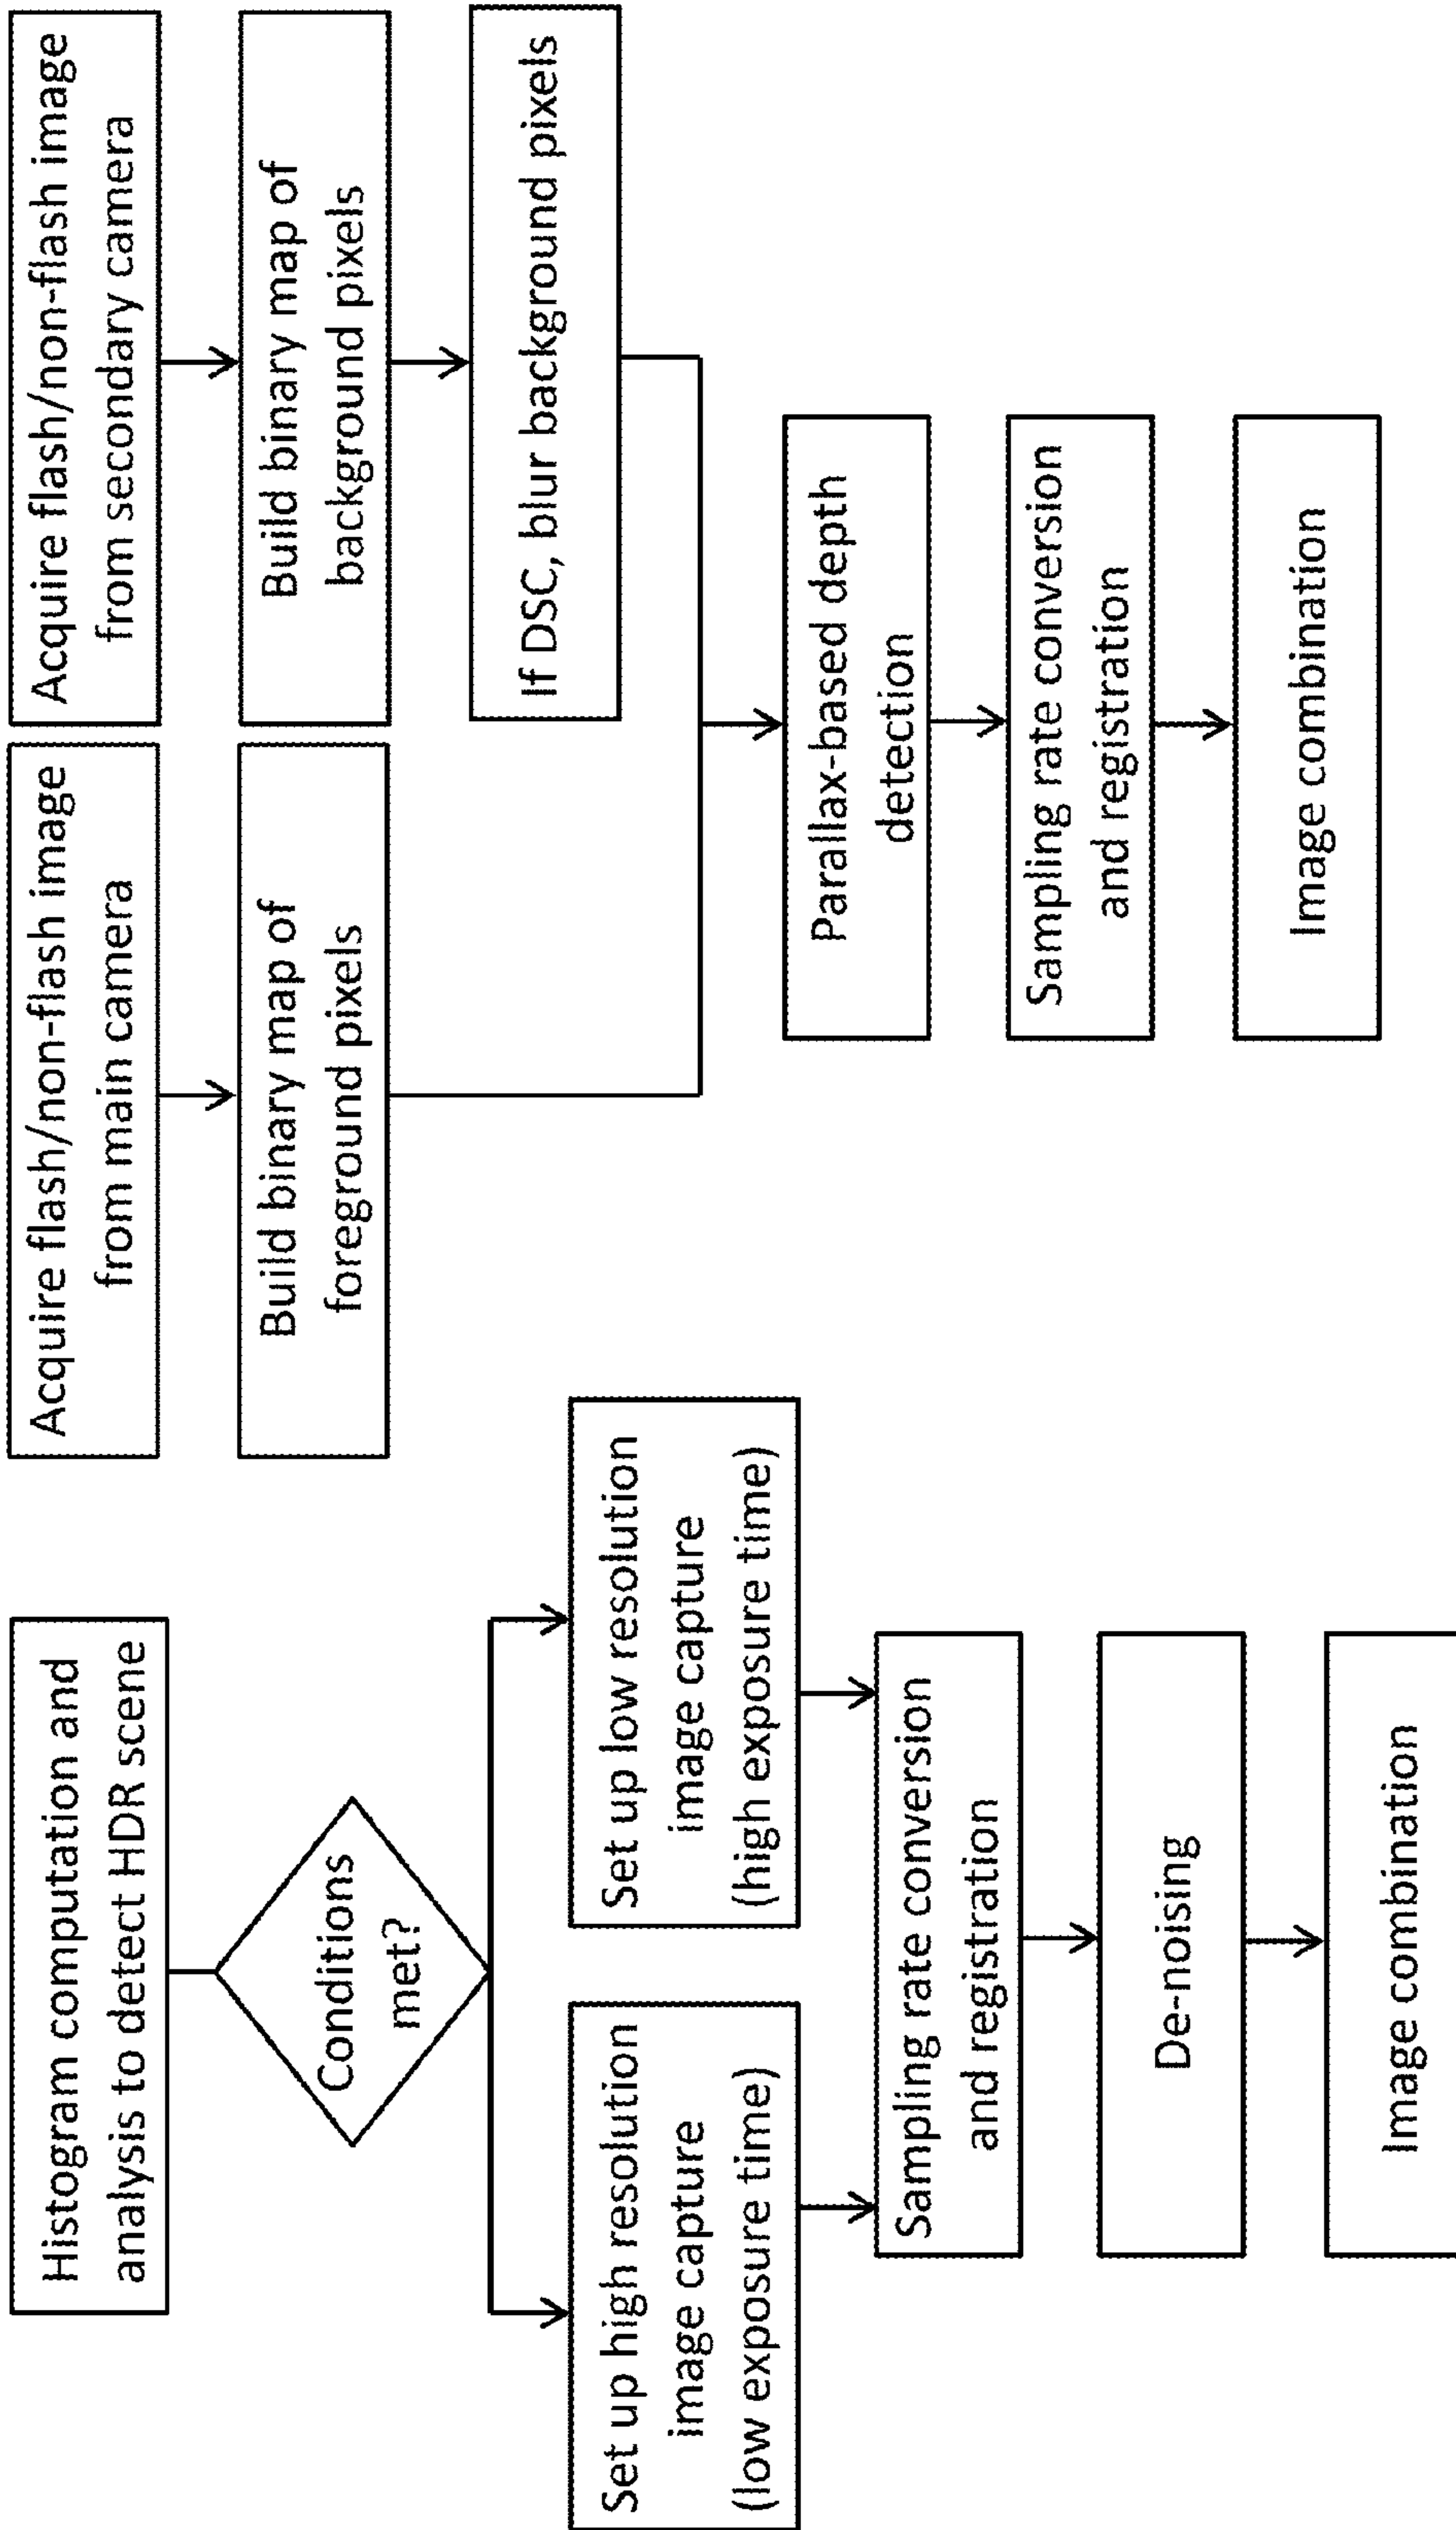 Histogram computation and
analysis to detect HDR scene
Conditions
met?
Set up high resolution
image capture
(low exposure time)
Set up low resolution
image capture
(high exposure time)
Sampling rate conversion
and registration
De-noising
Image combination
Acquire flash/non-flash image
from main camera
Build binary map of
foreground pixels
Acquire flash/non-flash image
from secondary camera
Build binary map of
background pixels
If DSC, blur background pixels
Parallax-based depth
detection
Sampling rate conversion
and registration
Image combination